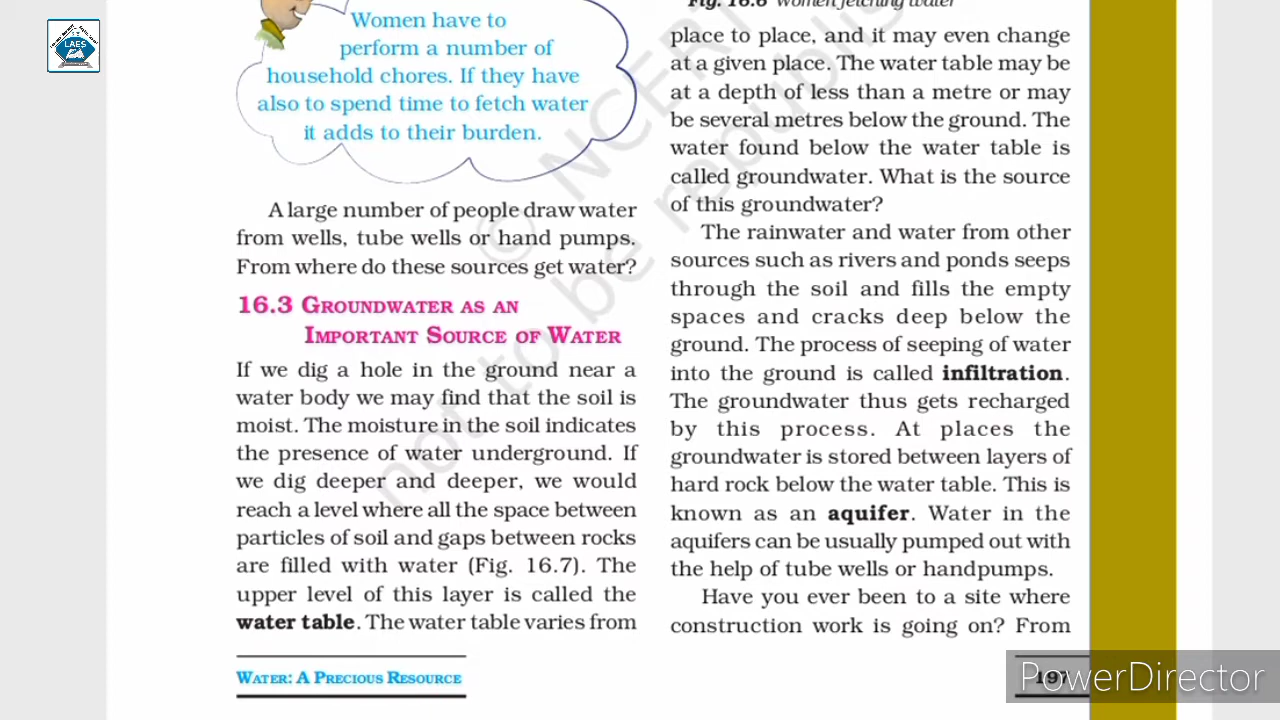 LAES
Women have to
perform a number of
household chores. If they have
also to spend time to fetch water
it adds to their burden.
A large number of people draw water
from wells, tube wells or hand pumps.
From where do these sources get water?
16.3 GROUNDWATER AS AN
IMPORTANT SOURCE OF WATER
If we dig a hole in the ground near a
water body we may find that the soil is
moist. The moisture in the soil indicates
the presence of water underground. If
we dig deeper and deeper, we would
reach a level where all the space between
particles of soil and gaps between rocks
are filled with water (Fig. 16.7). The
upper level of this layer is called the
water table. The water table varies from
Fig. 16.6 Women fetching water
place to place, and it may even change
at a given place. The water table may be
at a depth of less than a metre or may
be several metres below the ground. The
water found below the water table is
called groundwater. What is the source
of this groundwater?
The rainwater and water from other
sources such as rivers and ponds seeps
through the soil and fills the empty
spaces and cracks deep below the
ground. The process of seeping of water
into the ground is called infiltration.
The groundwater thus gets recharged
by this process. At places the
groundwater is stored between layers of
hard rock below the water table. This is
known as an aquifer. Water in the
aquifers can be usually pumped out with
the help of tube wells or handpumps.
Have you ever been to a site where
construction work is going on? From
© NCERT
not to be republis
WATER: A PRECIOUS RESOURCE
197
PowerDirector